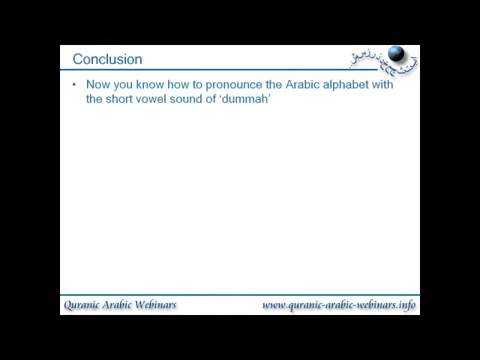 Conclusion
• Now you know how to pronounce the Arabic alphabet with
the short vowel sound of ‘dummah’
Quranic Arabic Webinars
www.quranic-arabic-webinars.info